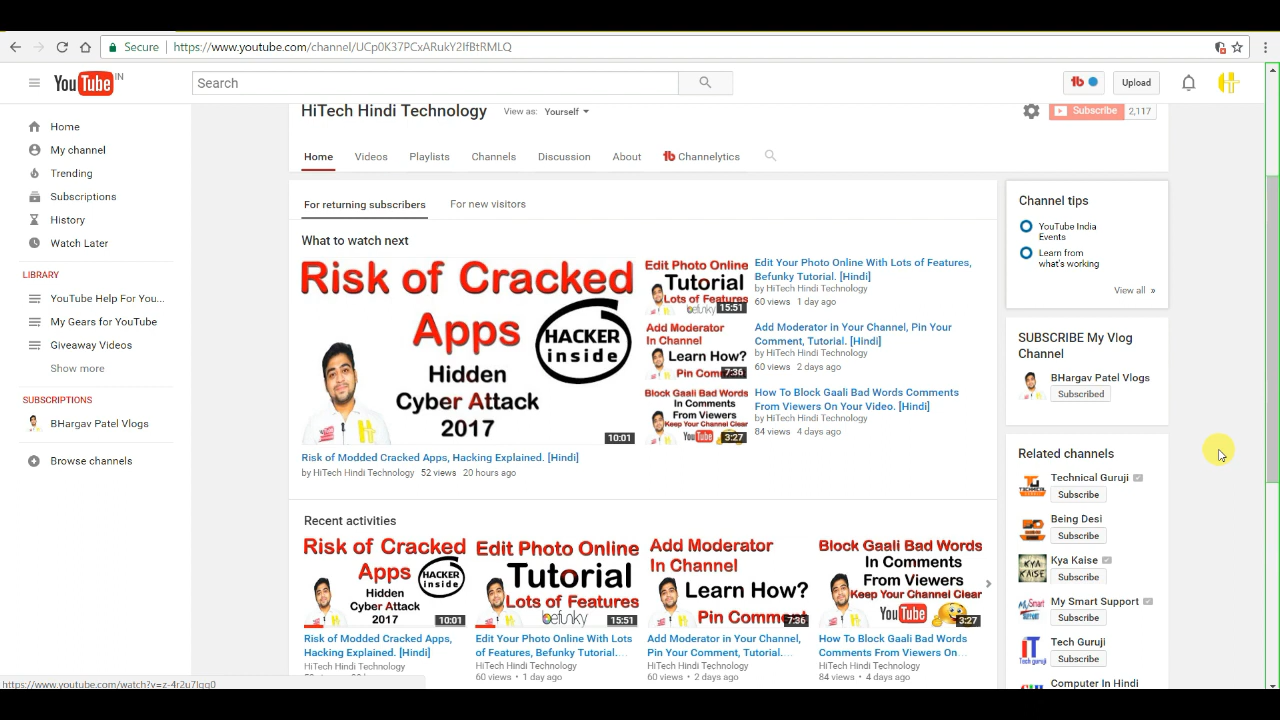 Secure https://www.youtube.com/channel/UCp0K37PCxARukY2IfBtRMLQ
YouTube IN
Search
Upload
HiTech Hindi Technology
View as: Yourself
Subscribe 2,117
Home
Videos
Playlists
Channels
Discussion
About
Channelytics
Home
My channel
Trending
Subscriptions
History
Watch Later
LIBRARY
YouTube Help For You...
My Gears for YouTube
Giveaway Videos
Show more
SUBSCRIPTIONS
BHargav Patel Vlogs
Browse channels
For returning subscribers
For new visitors
What to watch next
Risk of Cracked
Apps
HACKER
inside
Hidden
Cyber Attack
2017
10:01
Risk of Modded Cracked Apps, Hacking Explained. [Hindi]
by HiTech Hindi Technology 52 views 20 hours ago
Edit Photo Online
Tutorial
Lots of Features
befunky
15:51
Edit Your Photo Online With Lots of Features,
Befunky Tutorial. [Hindi]
by HiTech Hindi Technology
60 views 1 day ago
Add Moderator
In Channel
Learn How?
Pin Com
7:36
Add Moderator in Your Channel, Pin Your
Comment, Tutorial. [Hindi]
by HiTech Hindi Technology
60 views 2 days ago
Block Gaali Bad Words
In Comments
From Viewers
Keep Your Channel Clear
YouTube
3:27
How To Block Gaali Bad Words Comments
From Viewers On Your Video. [Hindi]
by HiTech Hindi Technology
84 views 4 days ago
Recent activities
Risk of Cracked
Apps
HACKER
inside
Hidden
Cyber Attack
2017
10:01
Risk of Modded Cracked Apps,
Hacking Explained. [Hindi]
HiTech Hindi Technology
Edit Photo Online
Tutorial
Lots of Features
befunky
15:51
Edit Your Photo Online With Lots
of Features, Befunky Tutorial....
HiTech Hindi Technology
60 views • 1 day ago
Add Moderator
In Channel
Learn How?
Pin Comment
7:36
Add Moderator in Your Channel,
Pin Your Comment, Tutorial....
HiTech Hindi Technology
60 views • 2 days ago
Block Gaali Bad Words
In Comments
From Viewers
Keep Your Channel Clear
YouTube
3:27
How To Block Gaali Bad Words
Comments From Viewers On...
HiTech Hindi Technology
84 views • 4 days ago
Channel tips
YouTube India
Events
Learn from
what's working
View all »
SUBSCRIBE My Vlog
Channel
BHargav Patel Vlogs
Subscribed
Related channels
Technical Guruji
Subscribe
Being Desi
Subscribe
KYA
KAISE
Kya Kaise
Subscribe
My Smart Support
Subscribe
Tech guruji
Tech Guruji
Subscribe
Computer In Hindi